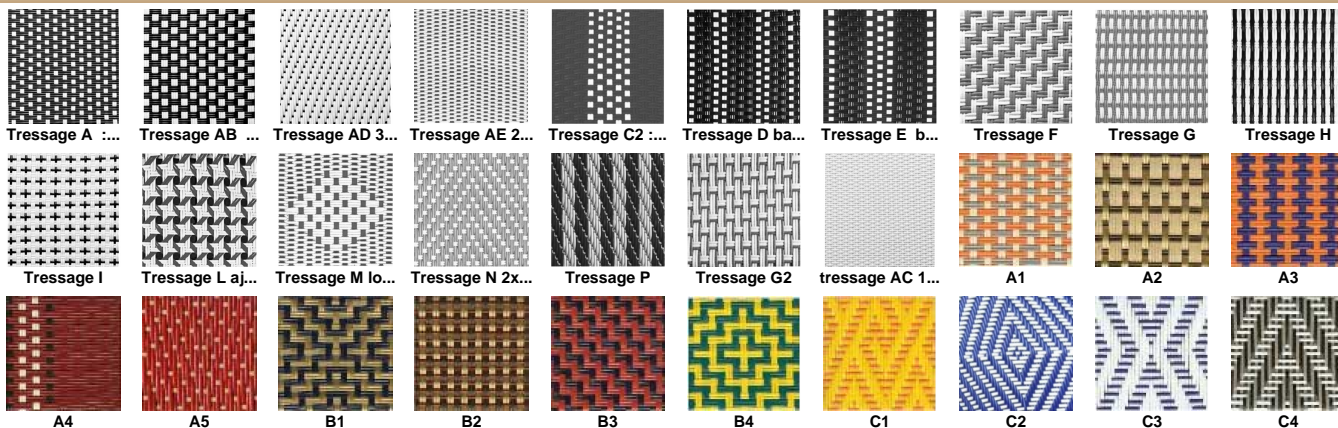 Tressage A :...
Tressage AB ...
Tressage AD 3...
Tressage AE 2...
Tressage C2 :...
Tressage D ba...
Tressage E b...
Tressage F
Tressage G
Tressage H
Tressage I
Tressage L aj...
Tressage M lo...
Tressage N 2x...
Tressage P
Tressage G2
tressage AC 1...
A1
A2
A3
A4
A5
B1
B2
B3
B4
C1
C2
C3
C4